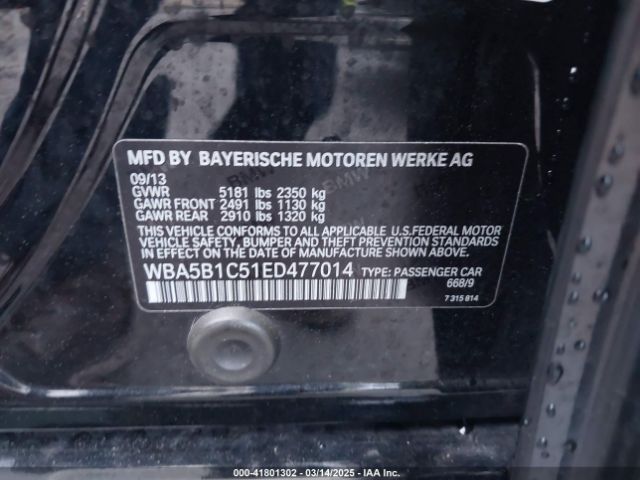 MFD BY BAYERISCHE MOTOREN WERKE AG
09/13
GVWR 5181 lbs 2350 kg
GAWR FRONT 2491 lbs 1130 kg
GAWR REAR 2910 lbs 1320 kg
THIS VEHICLE CONFORMS TO ALL APPLICABLE U.S.FEDERAL MOTOR
VEHICLE SAFETY, BUMPER AND THEFT PREVENTION STANDARDS
IN EFFECT ON THE DATE OF MANUFACTURE SHOWN ABOVE.
WBA5B1C51ED477014 TYPE: PASSENGER CAR
668/9
7 315 814
000-41801302 — 03/14/2025 — IAA Inc.